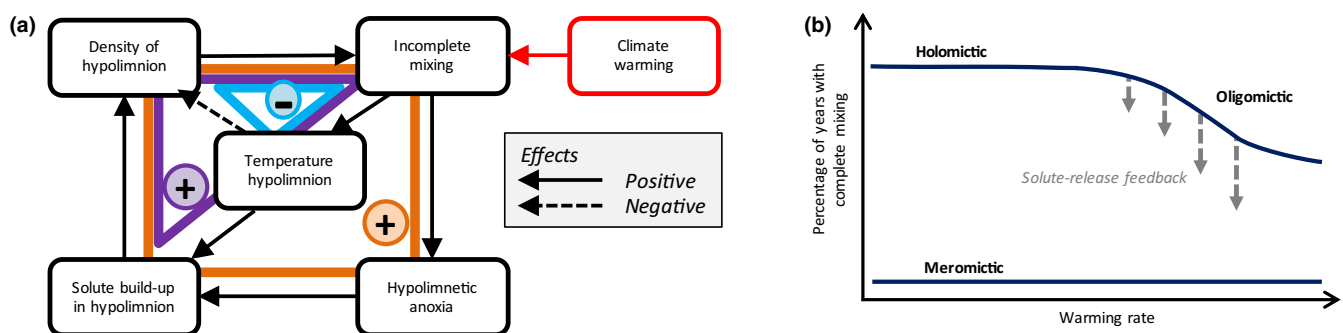 (a)
Density of
hypolimnion
Incomplete
mixing
Climate
warming
-
Temperature
hypolimnion
+
+
Effects
Positive
Negative
Solute build-up
in hypolimnion
Hypolimnetic
anoxia
(b)
Percentage of years with
complete mixing
Holomictic
Oligomictic
Solute-release feedback
Meromictic
Warming rate